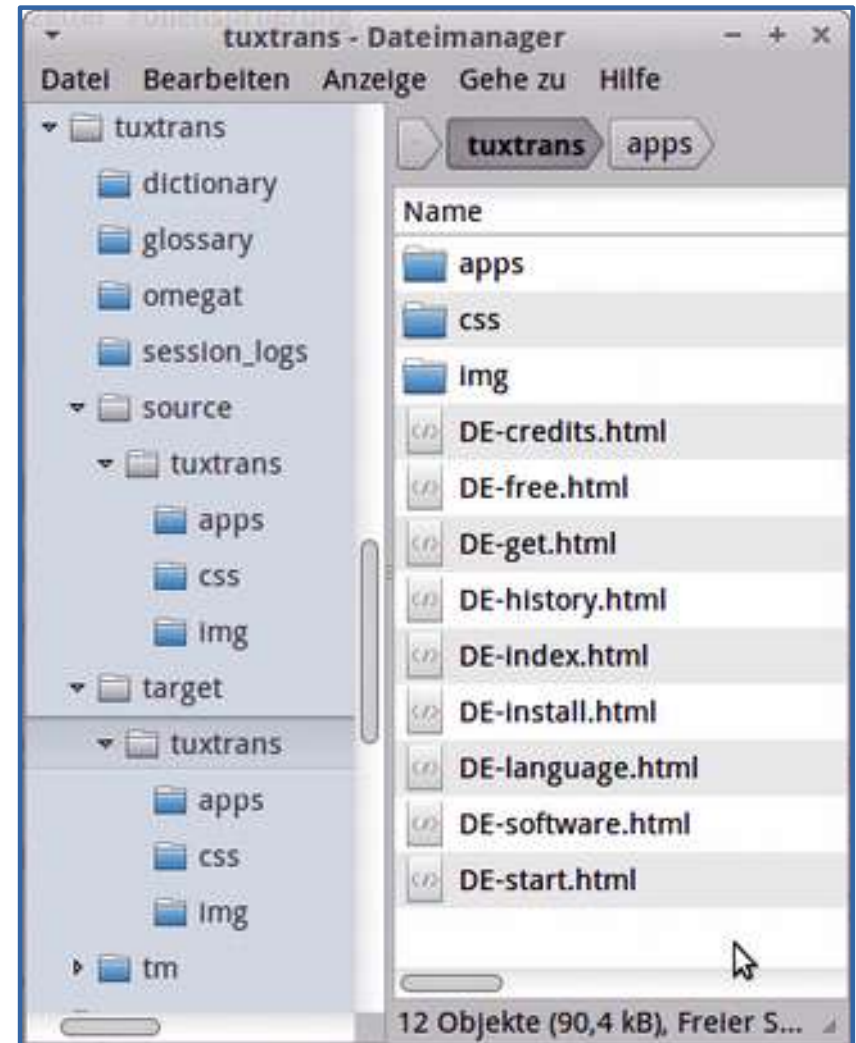 tuxtrans - Dateimanager
Datei Bearbeiten Anzeige Gehe zu Hilfe
tuxtrans
dictionary
glossary
omegat
session_logs
source
tuxtrans
apps
css
img
target
tuxtrans
apps
css
img
tm
tuxtrans apps
Name
apps
css
img
DE-credits.html
DE-free.html
DE-get.html
DE-history.html
DE-index.html
DE-install.html
DE-language.html
DE-software.html
DE-start.html
12 Objekte (90,4 kB), Freier S...